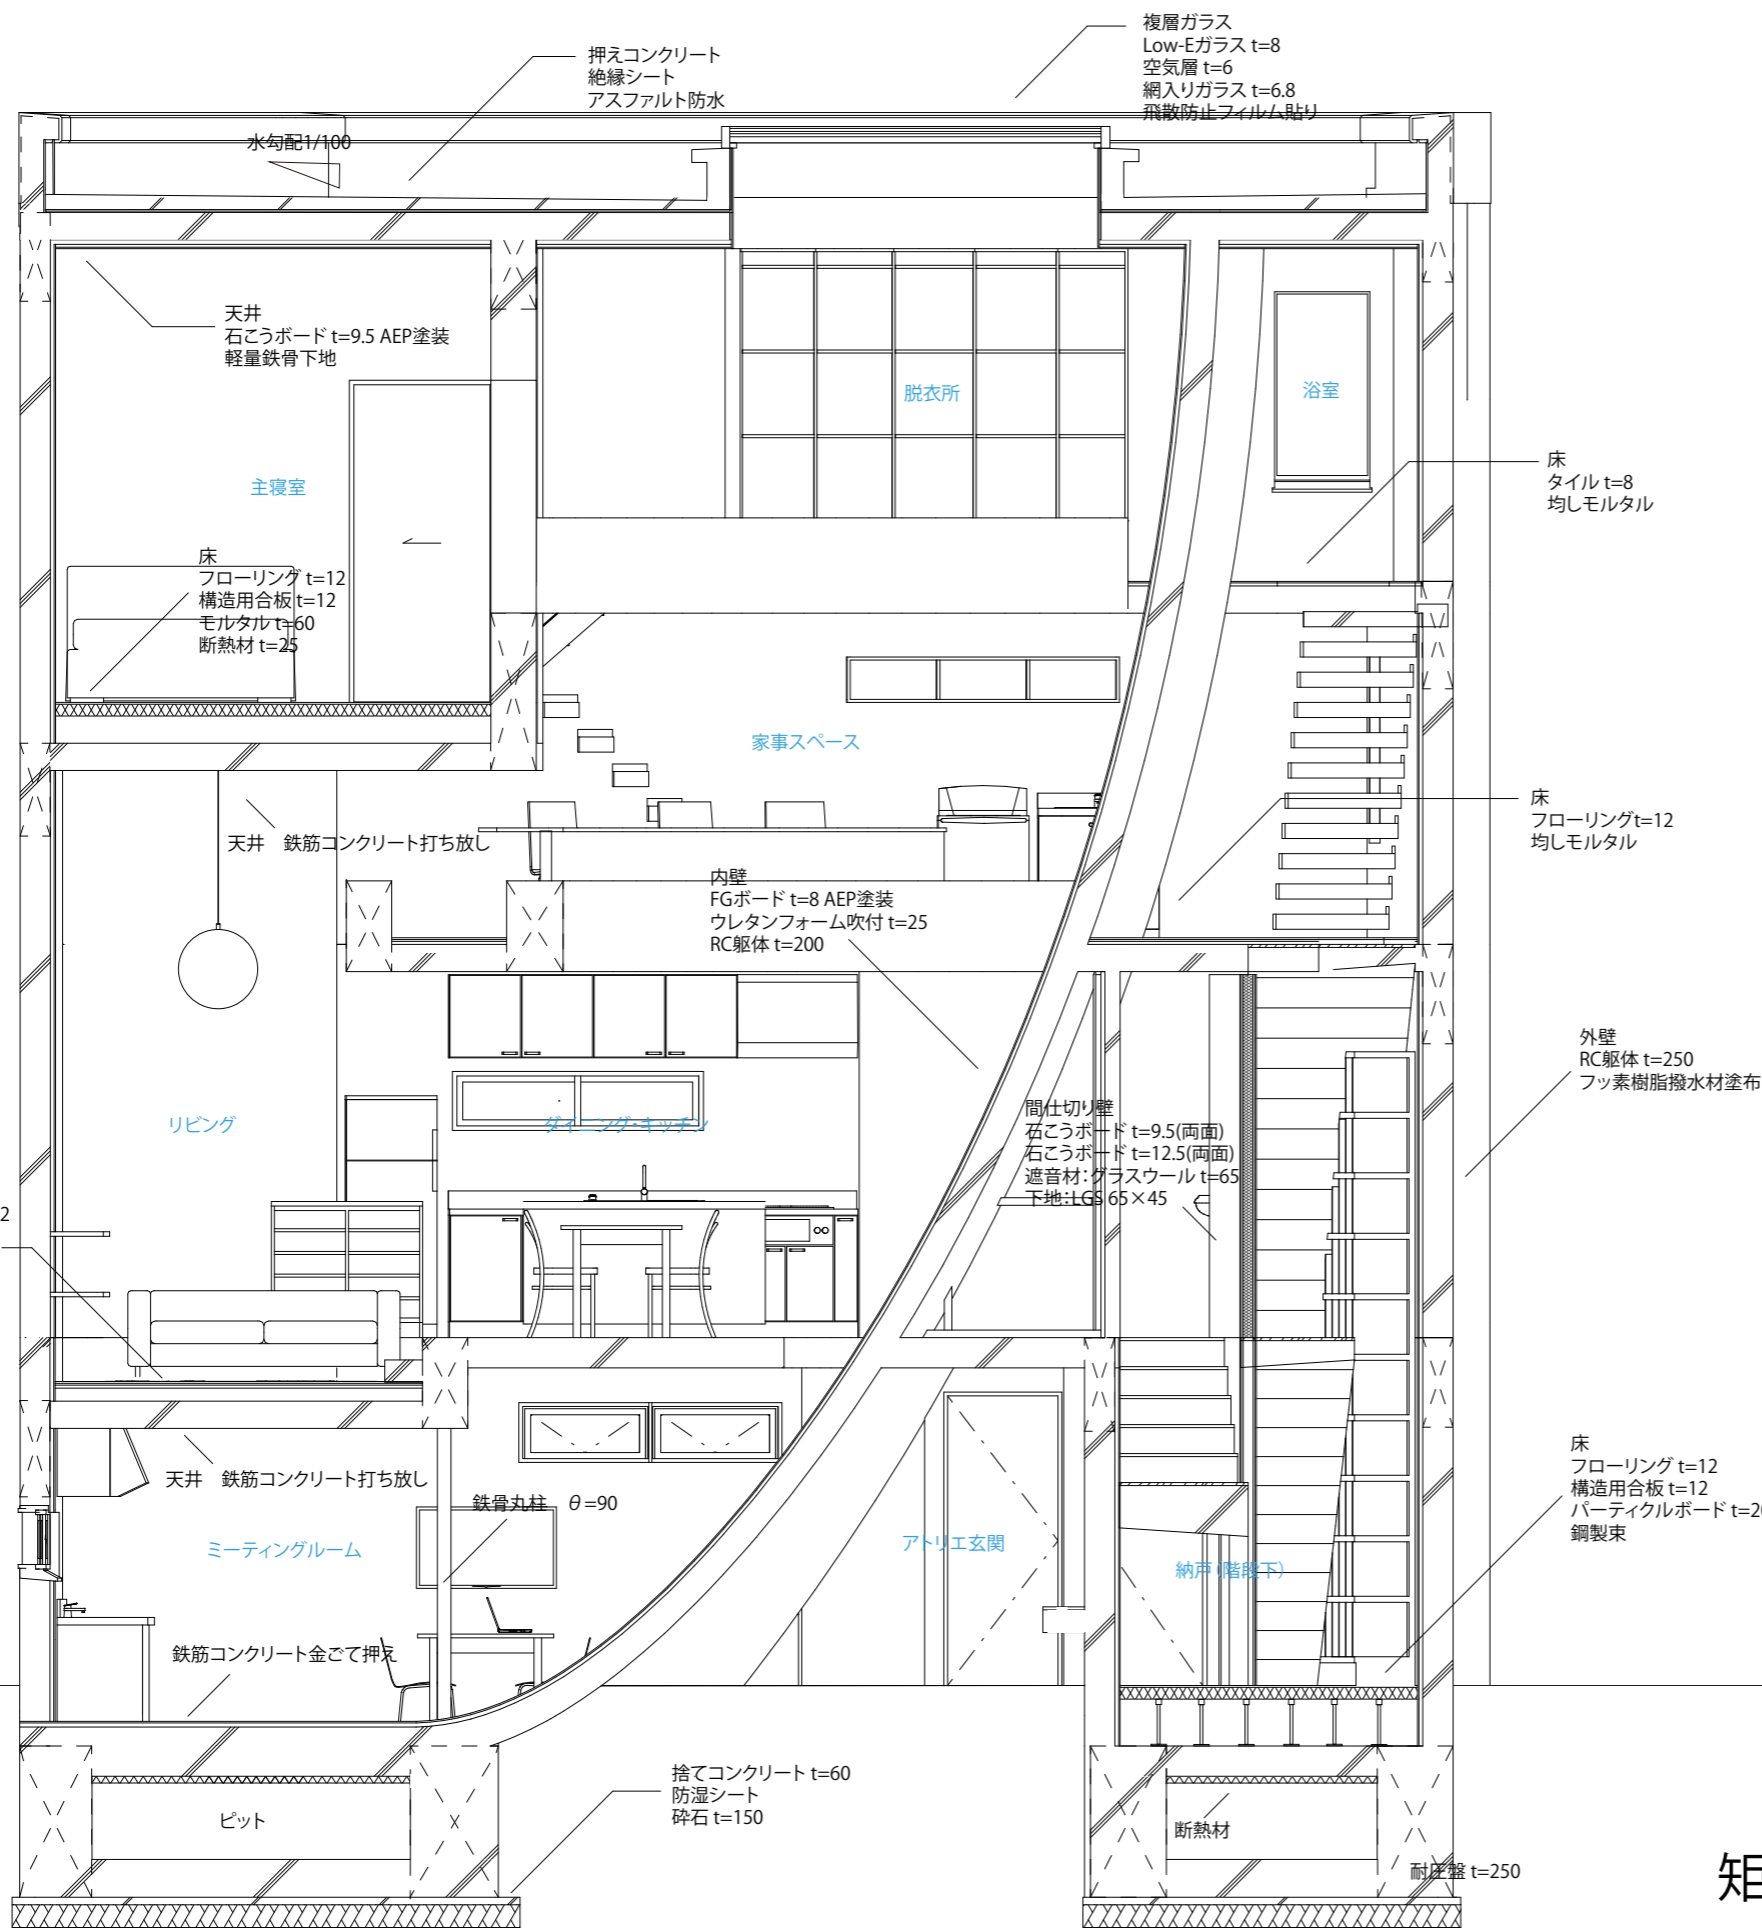 複層ガラス
Low-Eガラス t=8
空気層 t=6
網入りガラス t=6.8
飛散防止フィルム貼り
押えコンクリート
絶縁シート
アスファルト防水
水勾配1/100
天井
石こうボード t=9.5 AEP塗装
軽量鉄骨下地
脱衣所
浴室
主寝室
床
タイル t=8
均しモルタル
床
フローリング t=12
構造用合板 t=12
モルタル t=60
断熱材 t=25
家事スペース
床
フローリングt=12
均しモルタル
天井 鉄筋コンクリート打ち放し
内壁
FGボード t=8 AEP塗装
ウレタンフォーム吹付 t=25
RC躯体 t=200
外壁
RC躯体 t=250
フッ素樹脂撥水材塗布
リビング
ダイニング・キッチン
間仕切り壁
石こうボード t=9.5(両面)
石こうボード t=12.5(両面)
遮音材:グラスウール t=65
下地:LGS 65×45
2
天井 鉄筋コンクリート打ち放し
鉄骨丸柱 θ=90
床
フローリング t=12
構造用合板 t=12
パーティクルボード t=2
鋼製束
ミーティングルーム
アトリエ玄関
納戸(階段下)
鉄筋コンクリート金ごて押え
捨てコンクリート t=60
防湿シート
砕石 t=150
ピット
断熱材
耐圧盤 t=250
矩